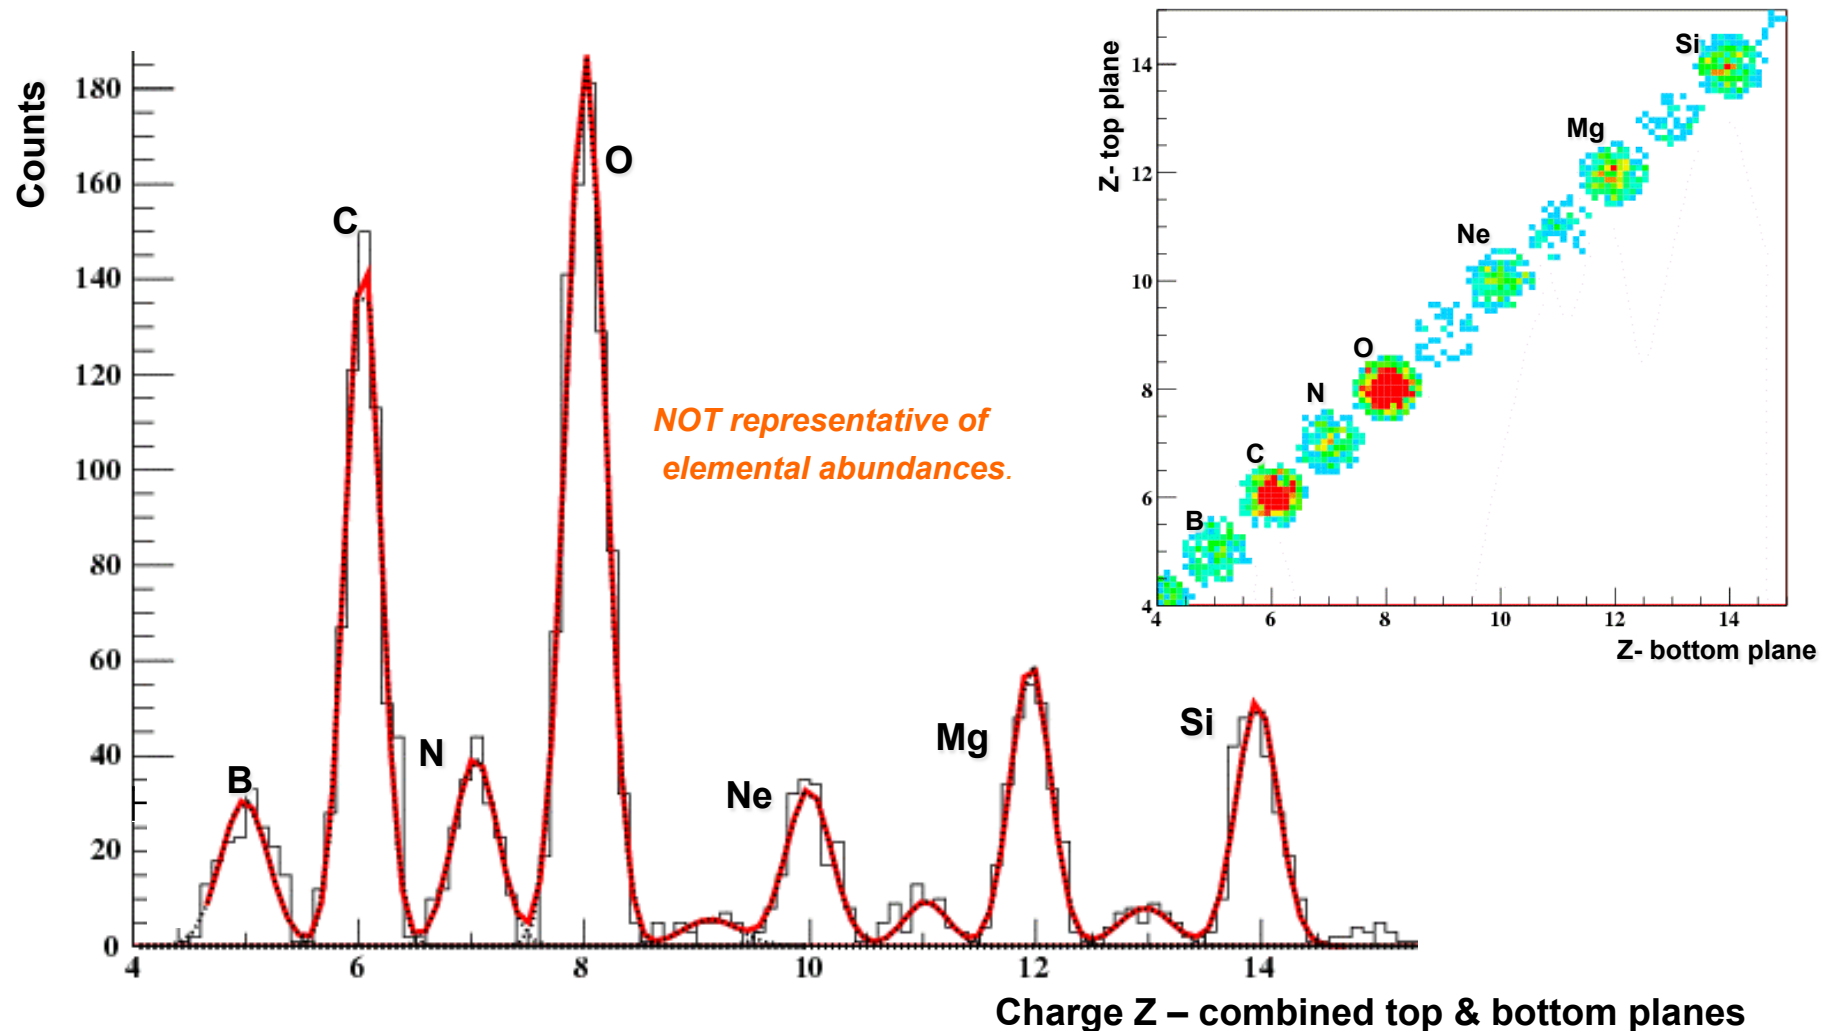 Counts
180
160
140
120
100
80
60
40
20
0
4
6
8
10
12
14
B
C
N
O
Ne
Mg
Si
NOT representative of
elemental abundances.
Charge Z – combined top & bottom planes
Z- top plane
14
12
10
8
6
4
4
6
8
10
12
14
B
C
N
O
Ne
Mg
Si
Z- bottom plane